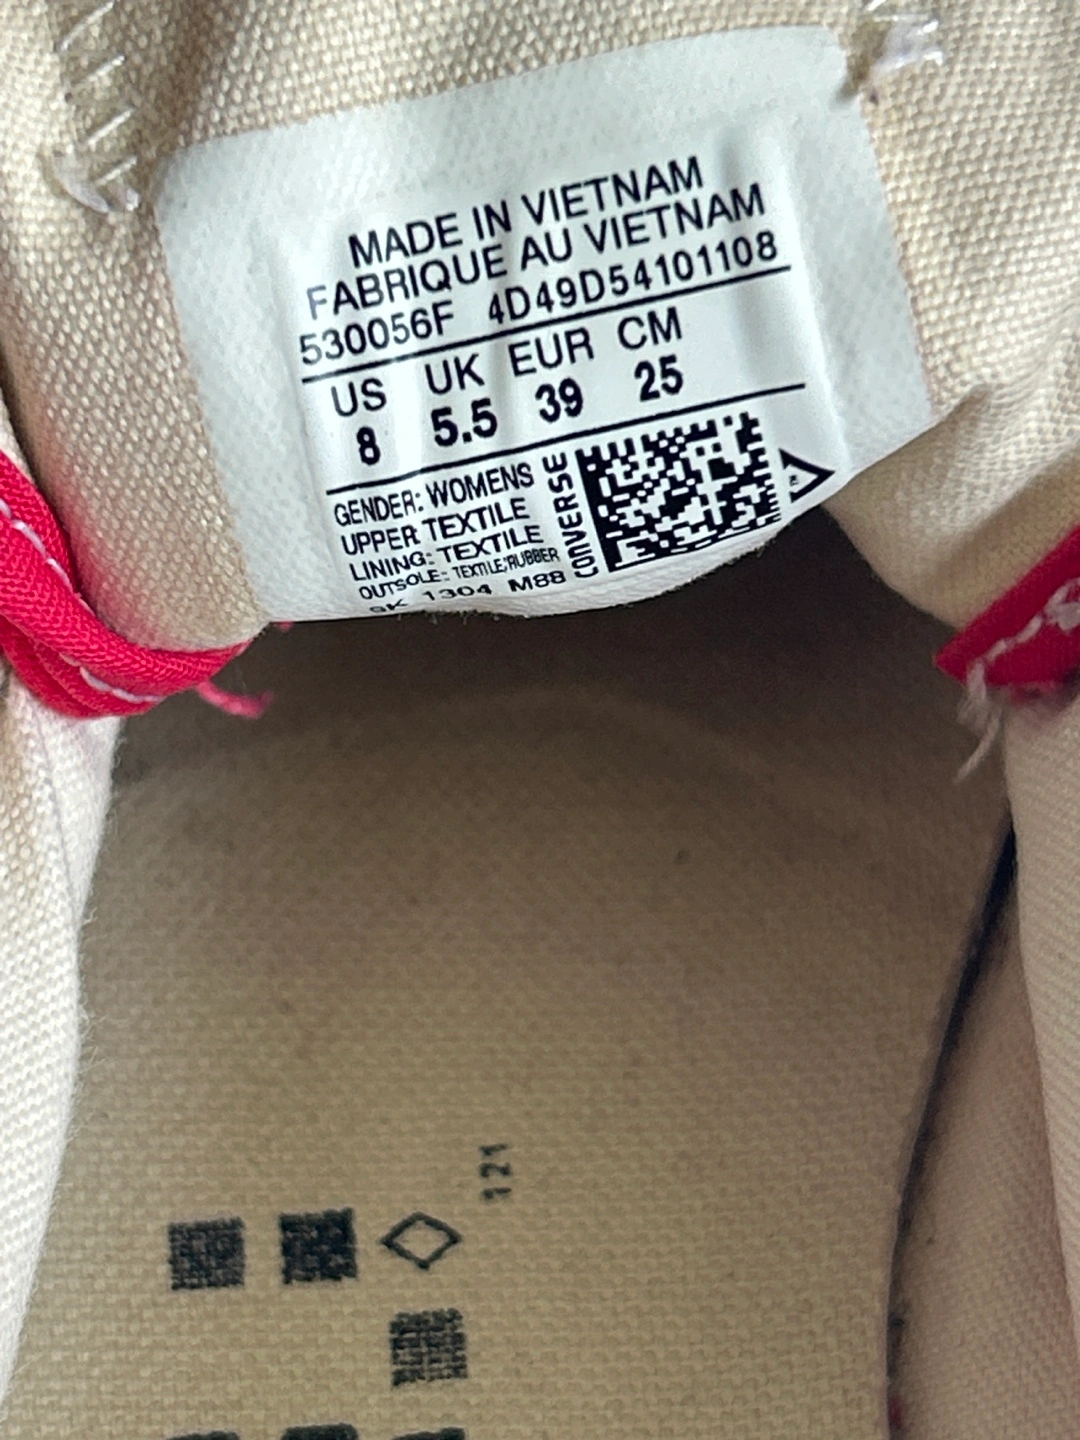 MADE IN VIETNAM
FABRIQUE AU VIETNAM
530056F 4D49D54101108
US UK EUR CM
8 5.5 39 25
GENDER: WOMENS
UPPER: TEXTILE
LINING: TEXTILE
OUTSOLE: TEXTILE/RUBBER
SK 1304 M88
CONVERSE
121